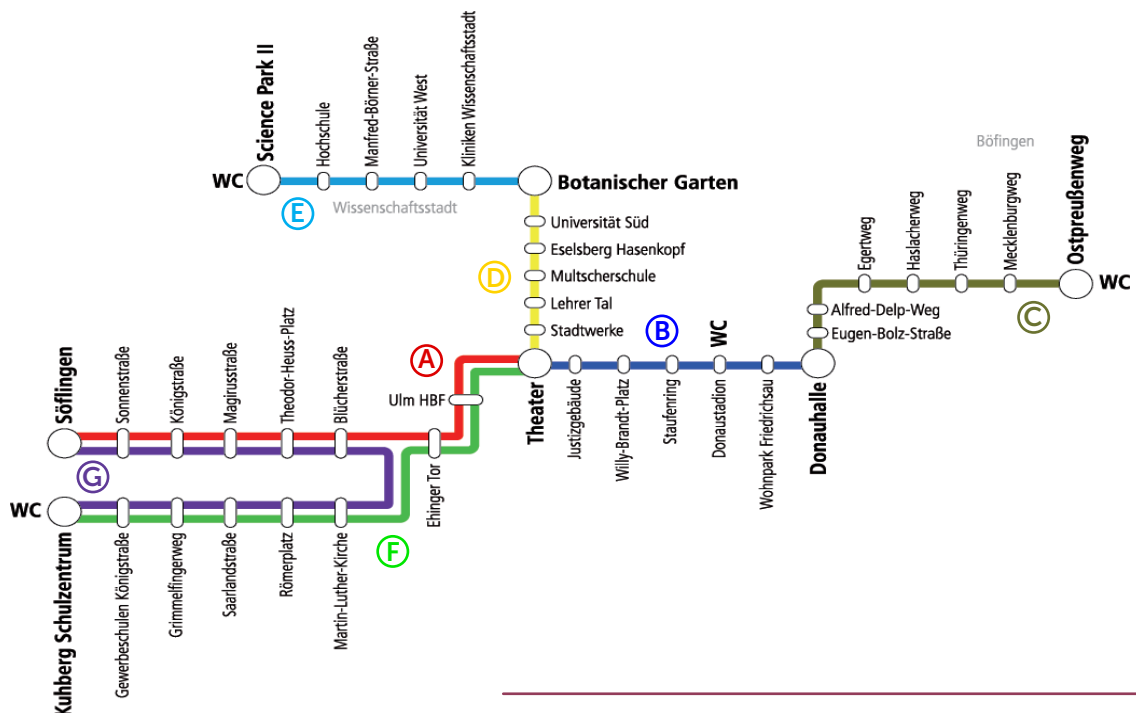 Science Park II
Hochschule
Manfred-Börner-Straße
Universität West
Kliniken Wissenschaftsstadt
WC
E
Wissenschaftsstadt
Botanischer Garten
Universität Süd
Eselsberg Hasenkopf
Multscherschule
Lehrer Tal
Stadtwerke
D
Böfingen
Egertweg
Haslacherweg
Thüringenweg
Mecklenburgweg
Ostpreußenweg
WC
C
Alfred-Delp-Weg
Eugen-Bolz-Straße
B
WC
A
Ulm HBF
Theater
Justizgebäude
Willy-Brandt-Platz
Staufenring
Donaustadion
Wohnpark Friedrichsau
Donauhalle
Söflingen
Sonnenstraße
Königstraße
Magirusstraße
Theodor-Heuss-Platz
Blücherstraße
Ehinger Tor
G
WC
F
Kuhberg Schulzentrum
Gewerbeschulen Königstraße
Grimmelfingerweg
Saarlandstraße
Römerplatz
Martin-Luther-Kirche